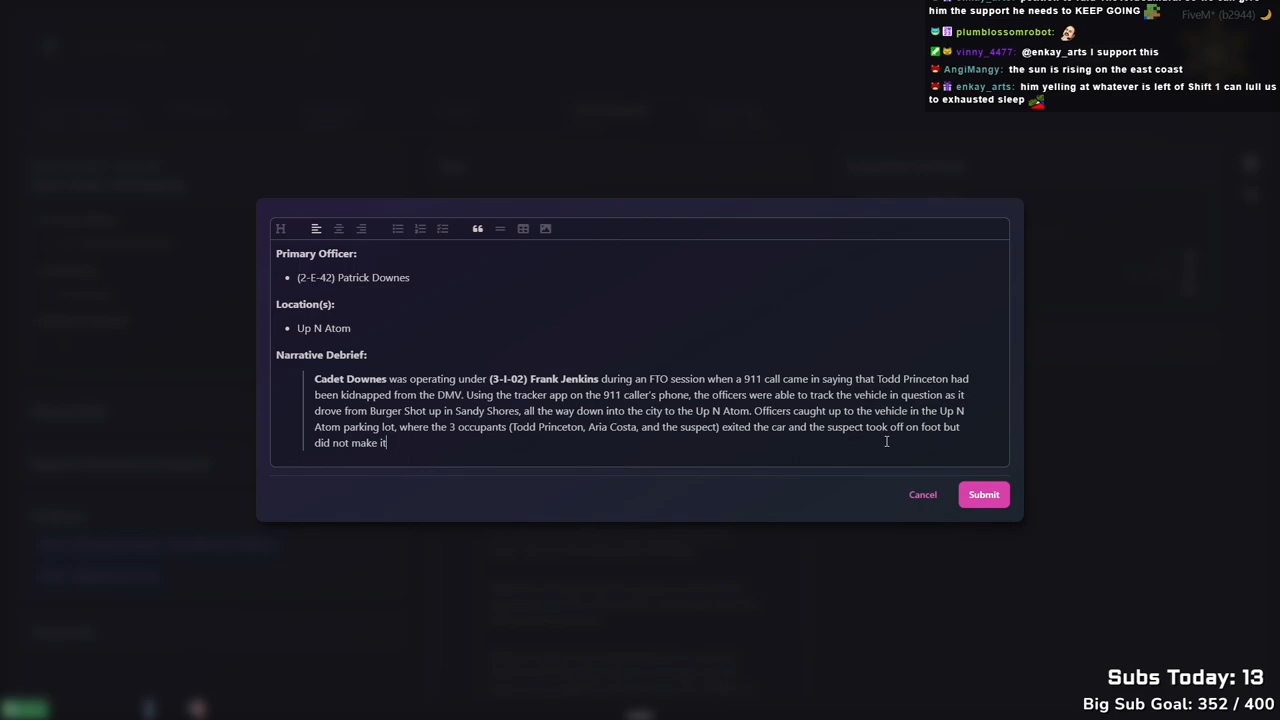 him the support he needs to KEEP GOING
FiveM* (b2944)
plumblossomrobot:
vinny_4477: @enkay_arts I support this
AngiMangy: the sun is rising on the east coast
enkay_arts: him yelling at whatever is left of Shift 1 can lull us
to exhausted sleep
Primary Officer:
(2-E-42) Patrick Downes
Location(s):
Up N Atom
Narrative Debrief:
Cadet Downes was operating under (3-I-02) Frank Jenkins during an FTO session when a 911 call came in saying that Todd Princeton had
been kidnapped from the DMV. Using the tracker app on the 911 caller's phone, the officers were able to track the vehicle in question as it
drove from Burger Shot up in Sandy Shores, all the way down into the city to the Up N Atom. Officers caught up to the vehicle in the Up N
Atom parking lot, where the 3 occupants (Todd Princeton, Aria Costa, and the suspect) exited the car and the suspect took off on foot but
did not make it
Cancel
Submit
Subs Today: 13
Big Sub Goal: 352 / 400